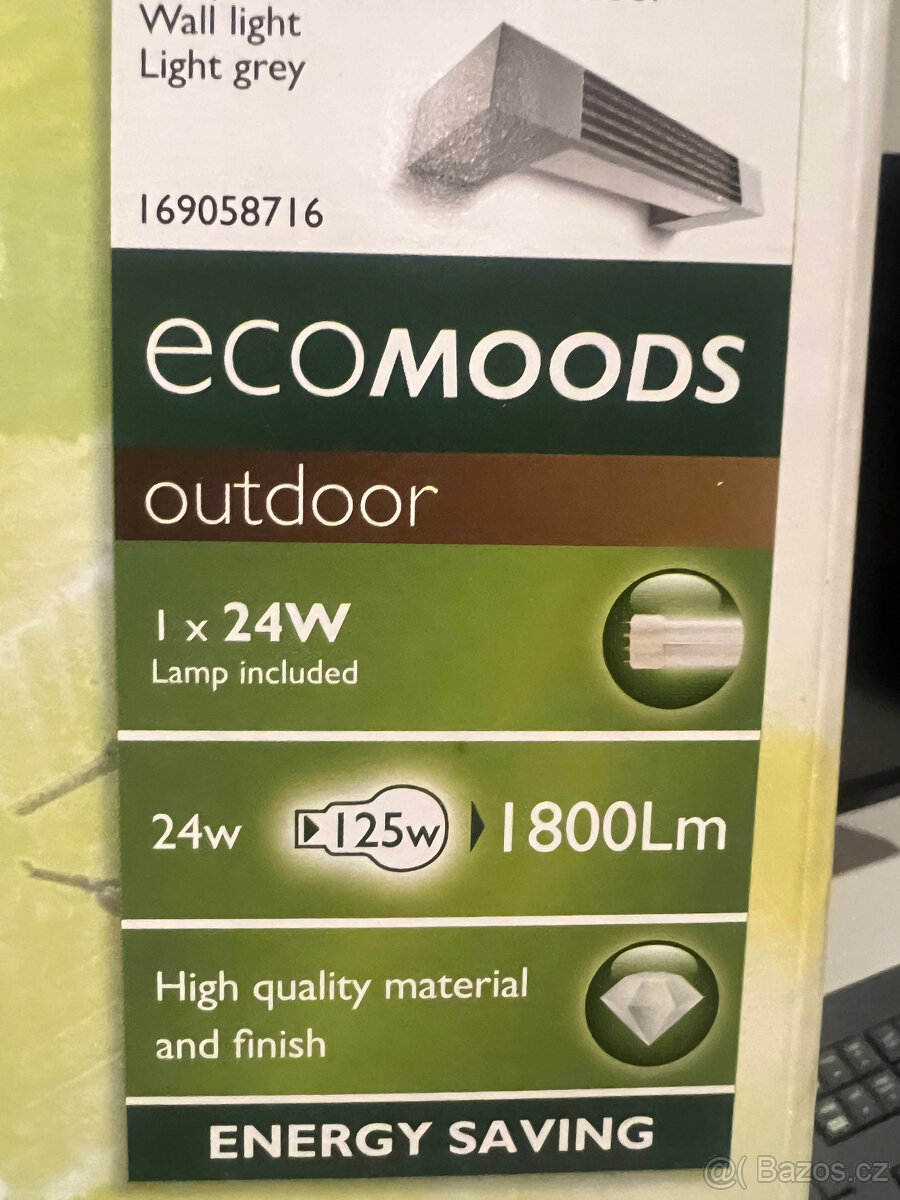 Wall light
Light grey
169058716
ecoMOODS
outdoor
1 x 24W
Lamp included
24w
125w
1800Lm
High quality material
and finish
ENERGY SAVING
@( Bazos.cz